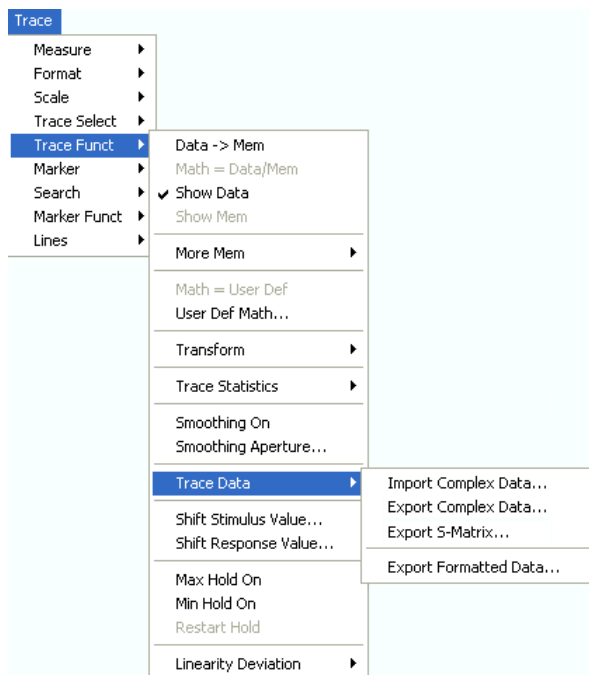 Trace
Measure
Format
Scale
Trace Select
Trace Funct
Marker
Search
Marker Funct
Lines
Data -> Mem
Math = Data/Mem
Show Data
Show Mem
More Mem
Math = User Def
User Def Math...
Transform
Trace Statistics
Smoothing On
Smoothing Aperture...
Trace Data
Shift Stimulus Value...
Shift Response Value...
Max Hold On
Min Hold On
Restart Hold
Linearity Deviation
Import Complex Data...
Export Complex Data...
Export S-Matrix...
Export Formatted Data...